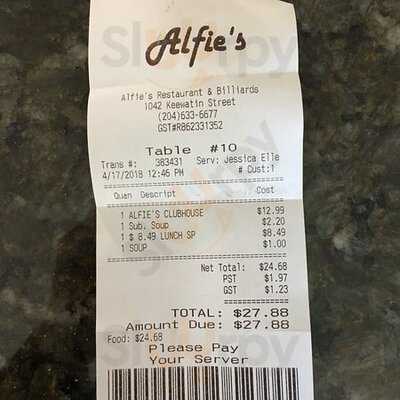 Alfie's
Alfie's Restaurant & Billiards
1042 Keewatin Street
(204)633-6677
GST#R862331352
Table #10
Trans #: 383431 Serv: Jessica Elle
4/17/2018 12:46 PM # Cust:1
Quan Descript Cost
1 ALFIE'S CLUBHOUSE $12.99
1 Sub. Soup $2.20
1 $ 8.49 LUNCH SP $8.49
1 SOUP $1.00
Net Total: $24.68
PST $1.97
GST $1.23
TOTAL: $27.88
Amount Due: $27.88
Food: $24.68
Please Pay
Your Server